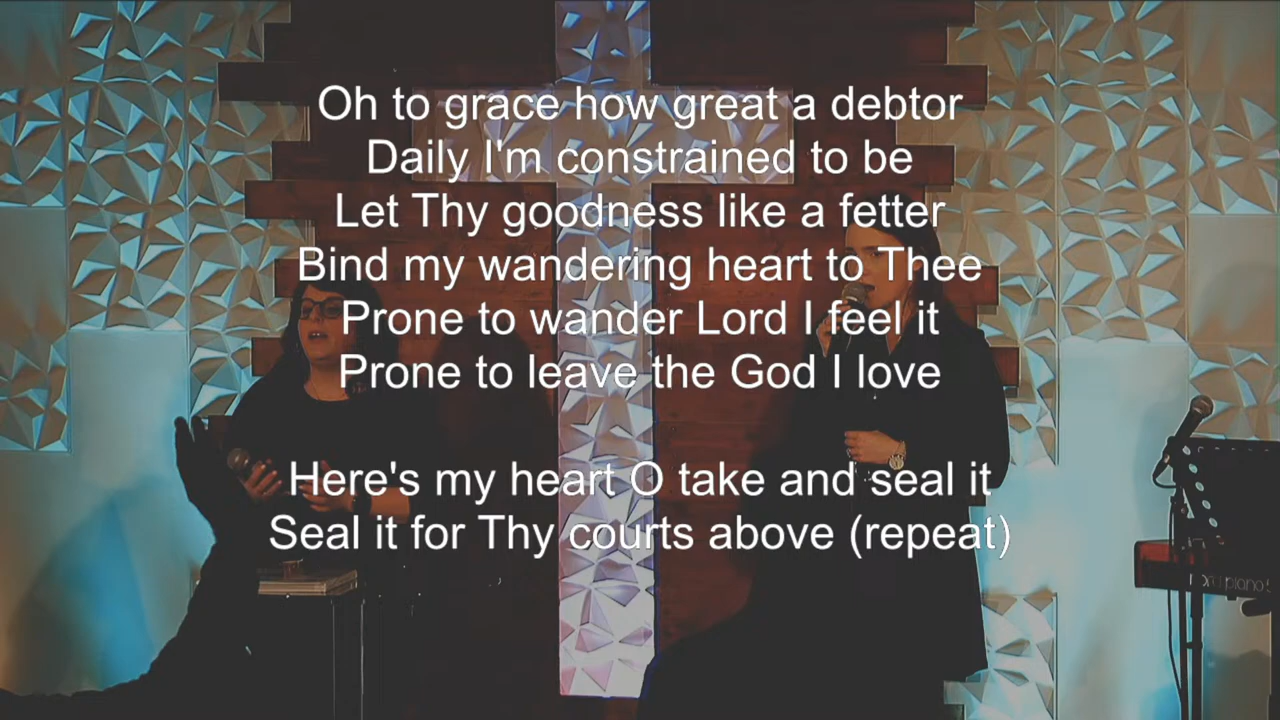 Oh to grace how great a debtor
Daily I'm constrained to be
Let Thy goodness like a fetter
Bind my wandering heart to Thee
Prone to wander Lord I feel it
Prone to leave the God I love
Here's my heart O take and seal it
Seal it for Thy courts above (repeat)
piano